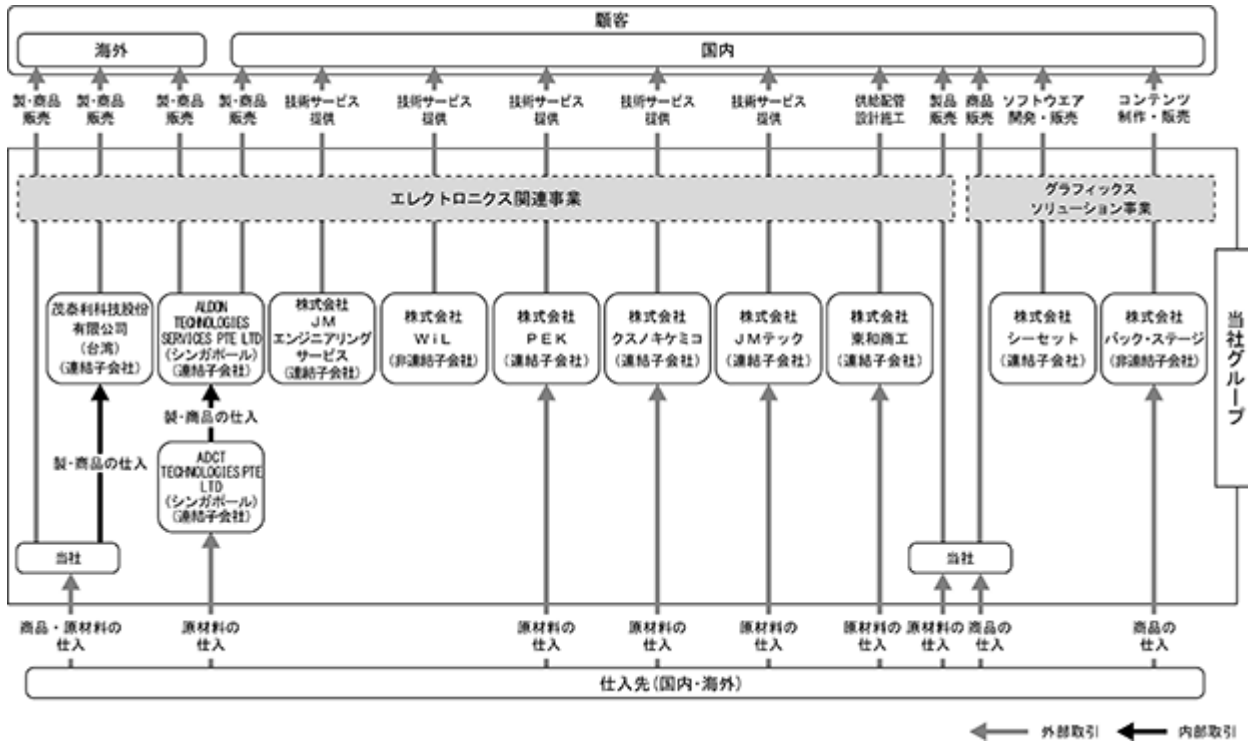 顧客
海外
国内
製・商品
販売
製・商品
販売
製・商品
販売
製・商品
販売
技術サービス
提供
技術サービス
提供
技術サービス
提供
技術サービス
提供
技術サービス
提供
供給配管
設計施工
製品
販売
商品
販売
ソフトウエア
開発・販売
コンテンツ
制作・販売
エレクトロニクス関連事業
グラフィックス
ソリューション事業
茂泰利科技股份
有限公司
(台湾)
(連結子会社)
ALDON
TECHNOLOGIES
SERVICES PTE LTD
(シンガポール)
(連結子会社)
株式会社
JM
エンジニアリング
サービス
(連結子会社)
株式会社
WiL
(非連結子会社)
株式会社
PEK
(連結子会社)
株式会社
クスノキケミコ
(連結子会社)
株式会社
JMテック
(連結子会社)
株式会社
東和商工
(連結子会社)
株式会社
シーセット
(連結子会社)
株式会社
バック・ステージ
(非連結子会社)
当社グループ
製・商品の仕入
製・商品の仕入
ADCT
TECHNOLOGIES PTE
LTD
(シンガポール)
(連結子会社)
当社
当社
商品・原材料の
仕入
原材料の
仕入
原材料の
仕入
原材料の
仕入
原材料の
仕入
原材料の
仕入
原材料の
仕入
商品の
仕入
商品の
仕入
仕入先(国内・海外)
外部取引
内部取引